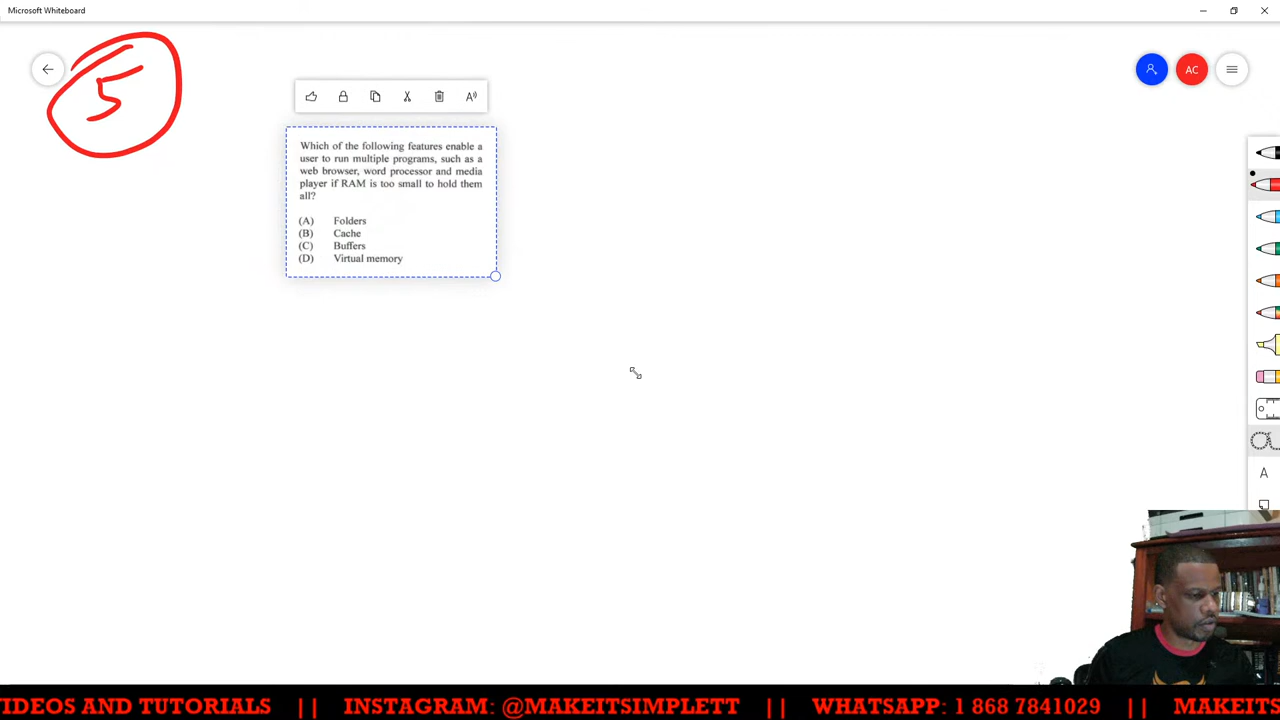 Microsoft Whiteboard
5
AC
Which of the following features enable a
user to run multiple programs, such as a
web browser, word processor and media
player if RAM is too small to hold them
all?
(A) Folders
(B) Cache
(C) Buffers
(D) Virtual memory
A
VIDEOS AND TUTORIALS || INSTAGRAM: @MAKEITSIMPLETT || WHATSAPP: 1 868 7841029 || MAKEITS